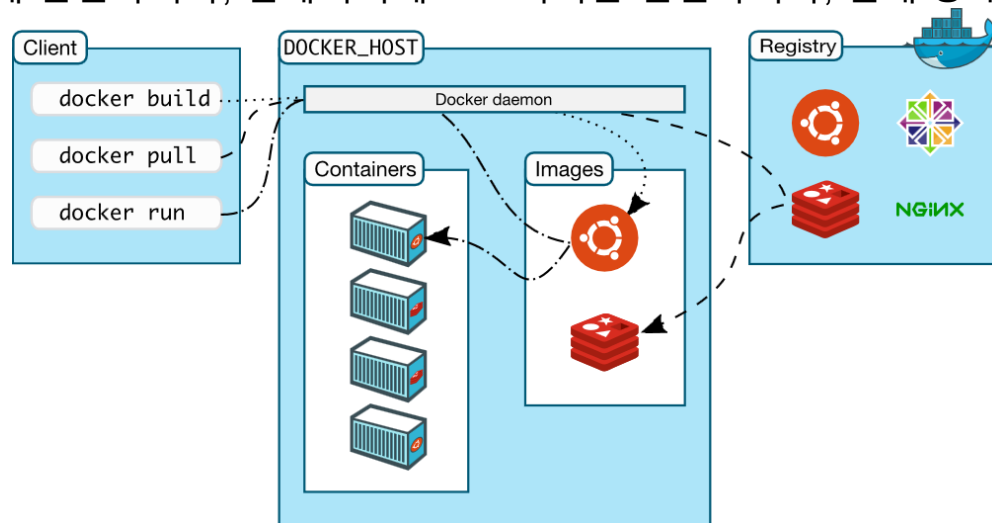 Client
docker build
docker pull
docker run
DOCKER_HOST
Docker daemon
Containers
Images
Registry
NGINX